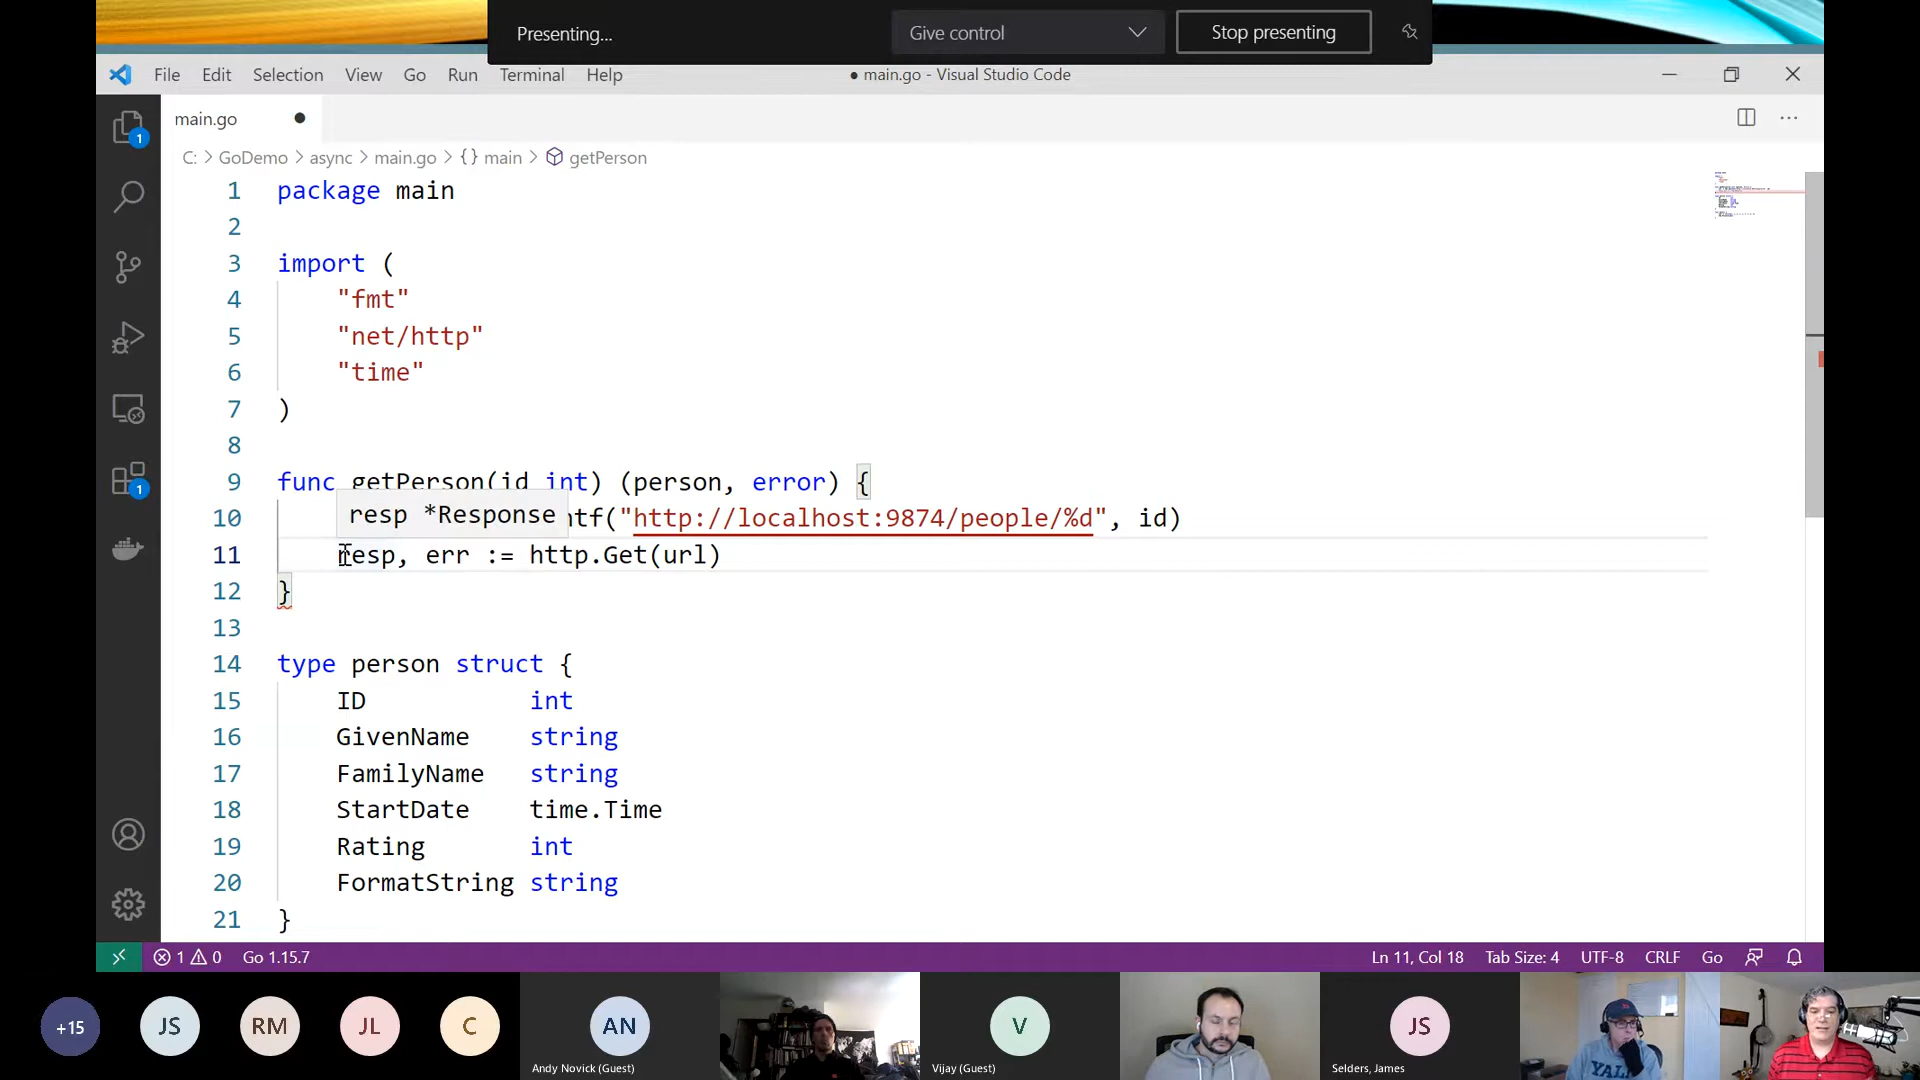 Presenting...
Give control
Stop presenting
File Edit Selection View Go Run Terminal Help
● main.go - Visual Studio Code
1
main.go ●
C: > GoDemo > async > main.go > {} main > getPerson
1 package main
2
3 import (
4 "fmt"
5 "net/http"
6 "time"
7 )
8
9 func getPerson(id int) (person, error) {
resp *Response
10 ntf("http://localhost:9874/people/%d", id)
11 resp, err := http.Get(url)
12 }
13
14 type person struct {
15 ID int
16 GivenName string
17 FamilyName string
18 StartDate time.Time
19 Rating int
20 FormatString string
21 }
1
1 0 Go 1.15.7
Ln 11, Col 18 Tab Size: 4 UTF-8 CRLF Go
+15 JS RM JL C AN V JS
Andy Novick (Guest)
Vijay (Guest)
Selders, James
YALE